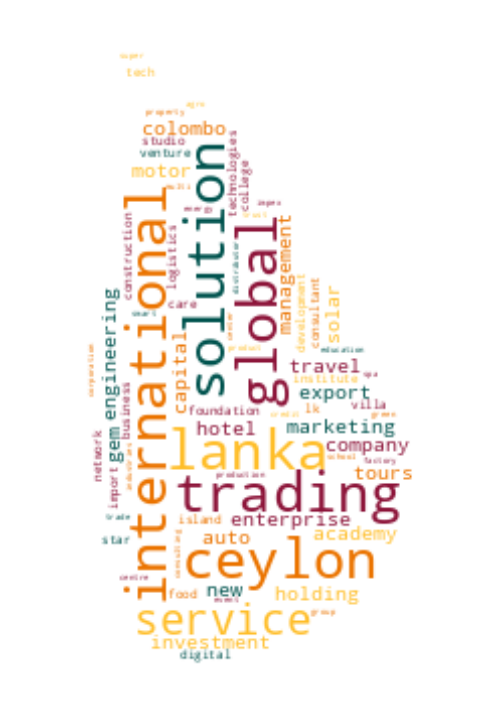 super
tech
agro
property
colombo
studio
venture
motor
multi
solution
technologies
college
impex
trust
international
construction
logistics
global
management
distributor
care
smart
center
development
consultant
solar
product
education
engineering
corporation
capital
travel
spa
institute
export
business
foundation
credit
lk
villa
green
hotel
marketing
lanka
company
gem
network
industries
school
factory
import
production
trading
tours
trade
island
enterprise
star
auto
academy
consulting
ceylon
centre
food
new
event
holding
service
group
investment
digital